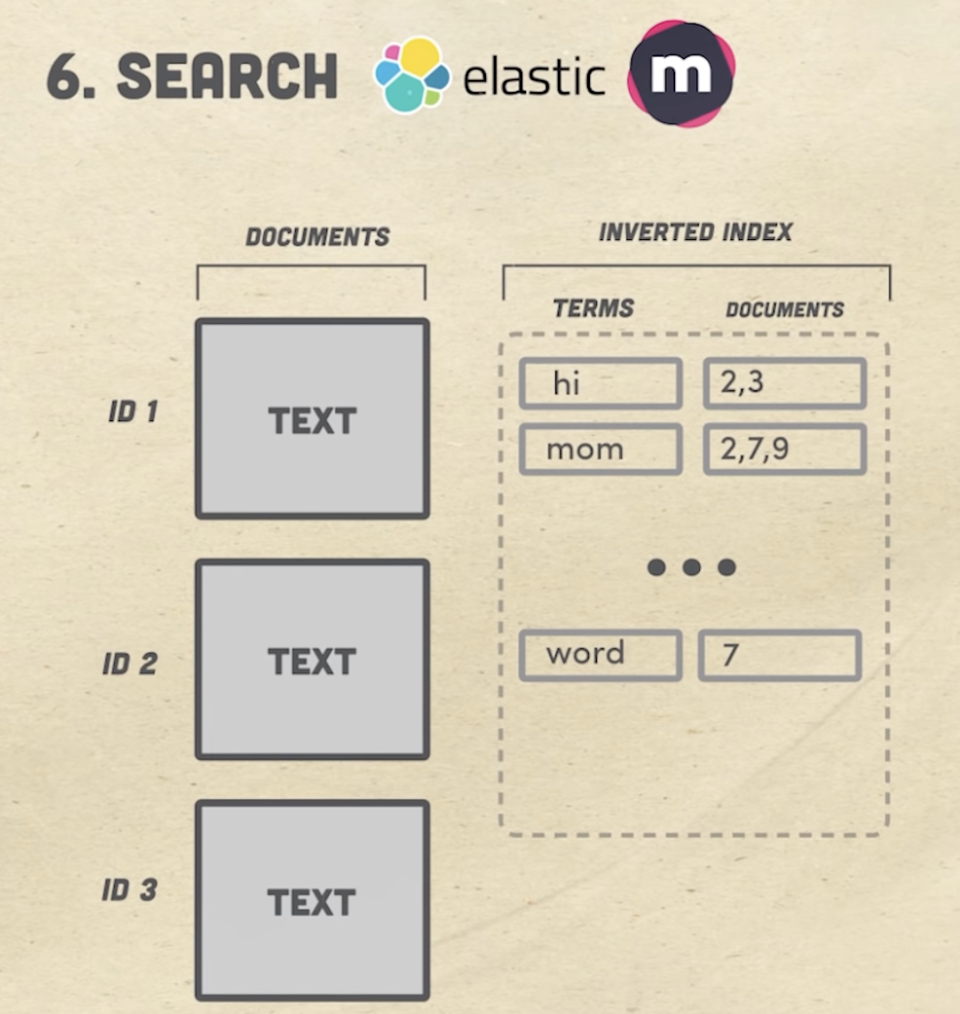 6. SEARCH elastic m
DOCUMENTS
INVERTED INDEX
TERMS DOCUMENTS
hi 2,3
mom 2,7,9
word 7
ID 1 TEXT
ID 2 TEXT
ID 3 TEXT